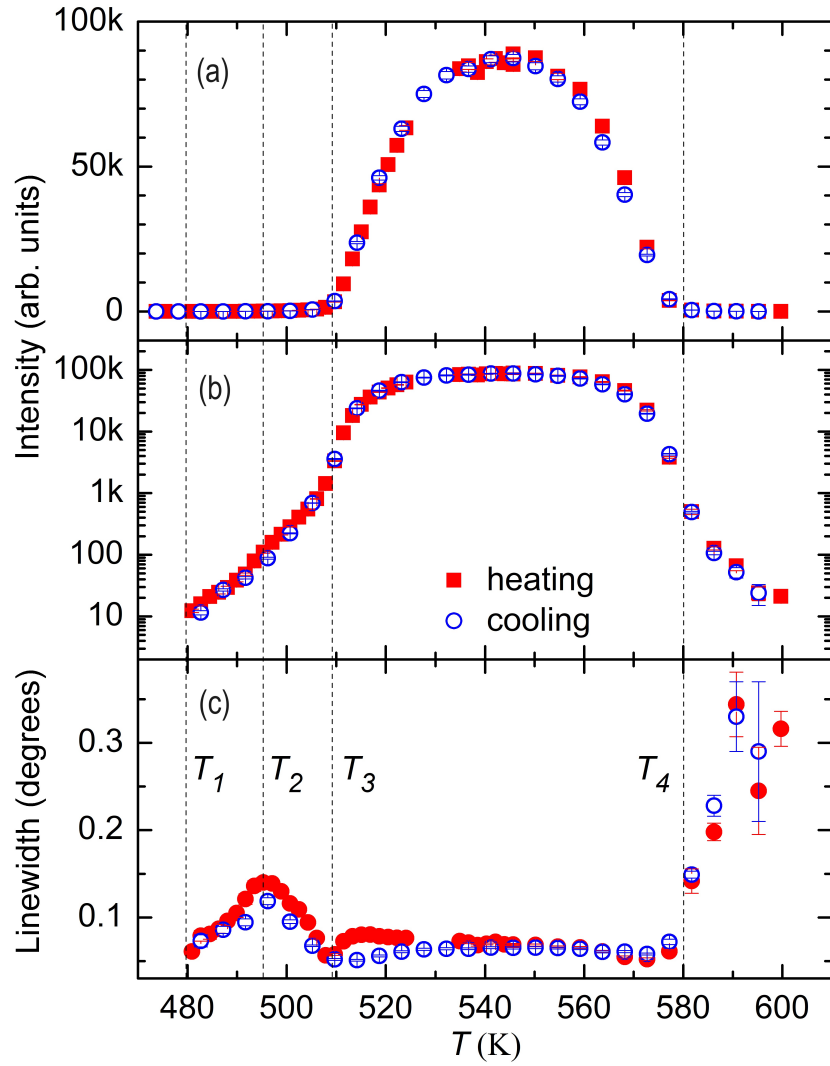 100k
(a)
50k
0
Intensity (arb. units)
100k
(b)
10k
1k
100
10
heating
cooling
(c)
0.3
0.2
0.1
Linewidth (degrees)
T1 T2 T3 T4
480 500 520 540 560 580 600
T (K)